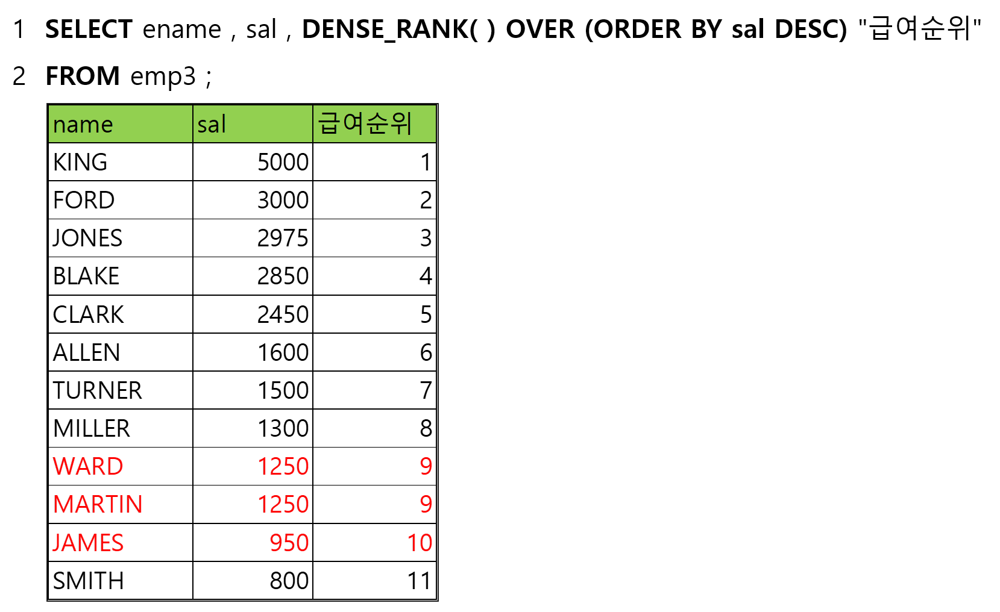 1 SELECT ename , sal , DENSE_RANK( ) OVER (ORDER BY sal DESC) "급여순위"
2 FROM emp3 ;
name sal 급여순위
KING 5000 1
FORD 3000 2
JONES 2975 3
BLAKE 2850 4
CLARK 2450 5
ALLEN 1600 6
TURNER 1500 7
MILLER 1300 8
WARD 1250 9
MARTIN 1250 9
JAMES 950 10
SMITH 800 11